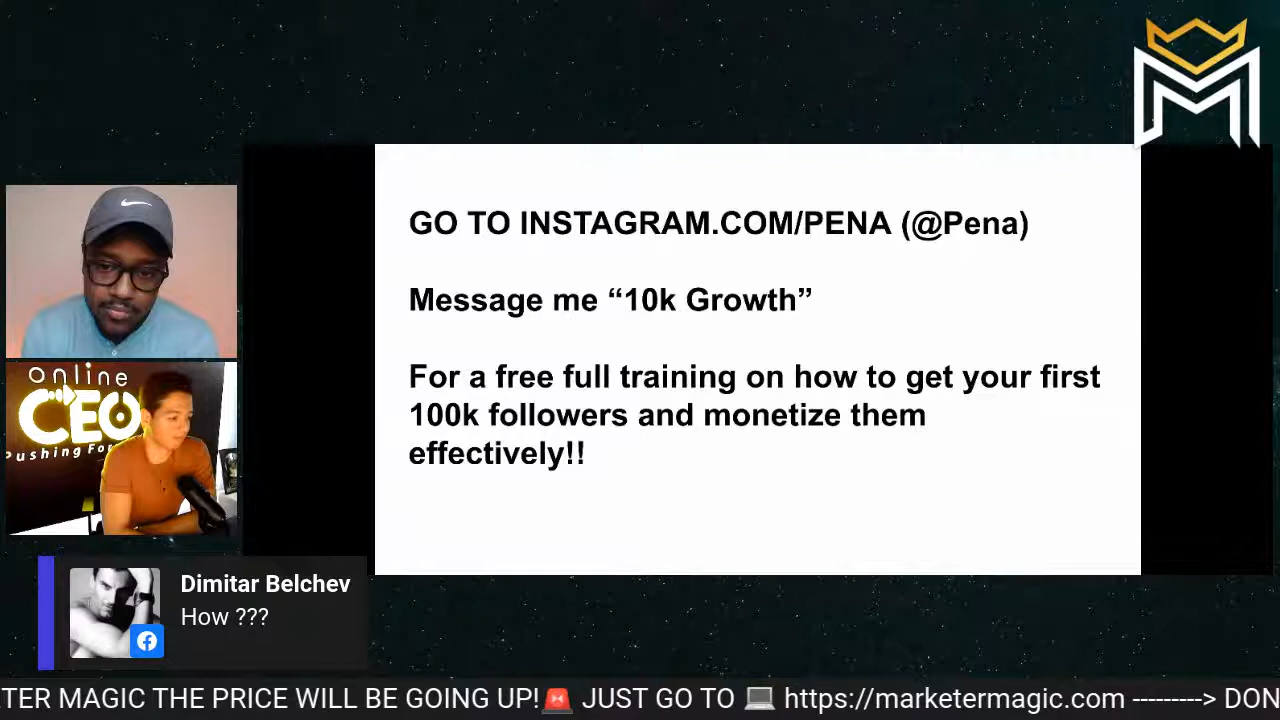 GO TO INSTAGRAM.COM/PENA (@Pena)
Message me “10k Growth”
For a free full training on how to get your first
100k followers and monetize them
effectively!!
online
CEO
Pushing For
Dimitar Belchev
How ???
TER MAGIC THE PRICE WILL BE GOING UP!🚨 JUST GO TO 💻 https://marketermagic.com ---------> DON